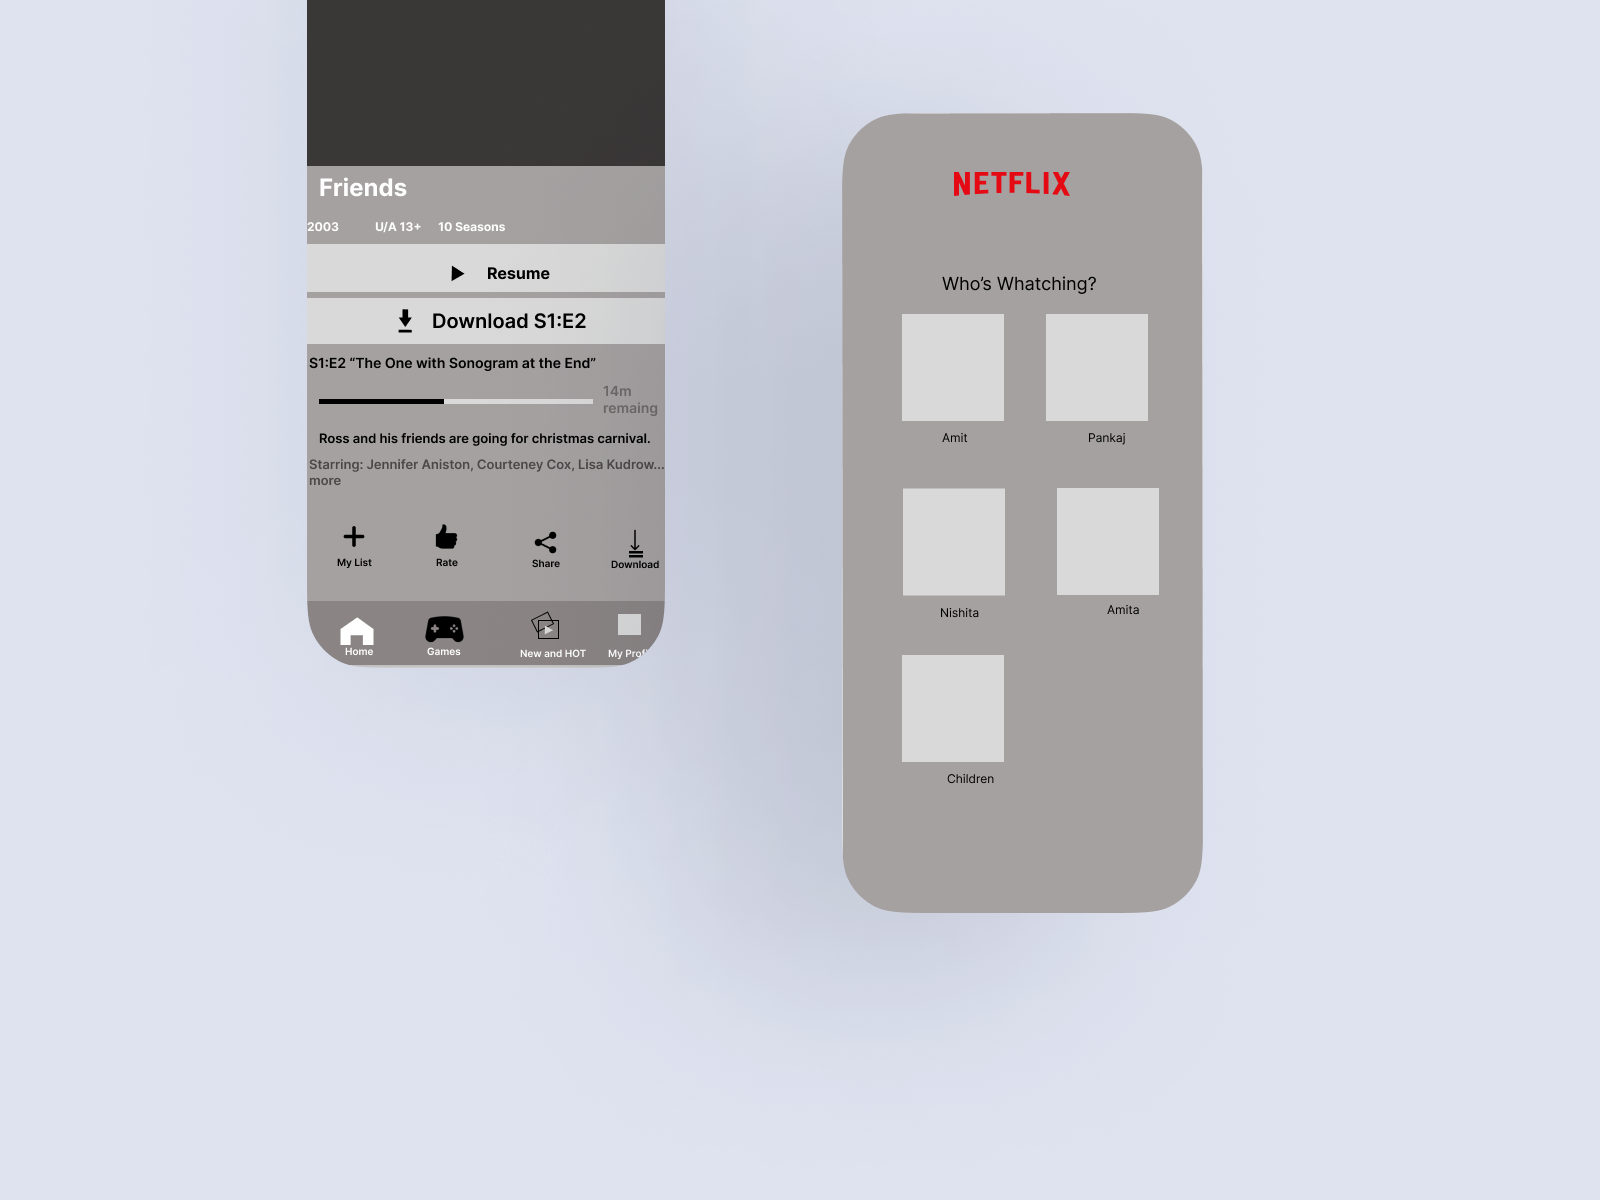 Friends
2003 U/A 13+ 10 Seasons
Resume
Download S1:E2
S1:E2 “The One with Sonogram at the End”
14m
remaing
Ross and his friends are going for christmas carnival.
Starring: Jennifer Aniston, Courteney Cox, Lisa Kudrow...
more
My List Rate Share Download
Home Games New and HOT My Prof
NETFLIX
Who’s Whatching?
Amit Pankaj
Nishita Amita
Children